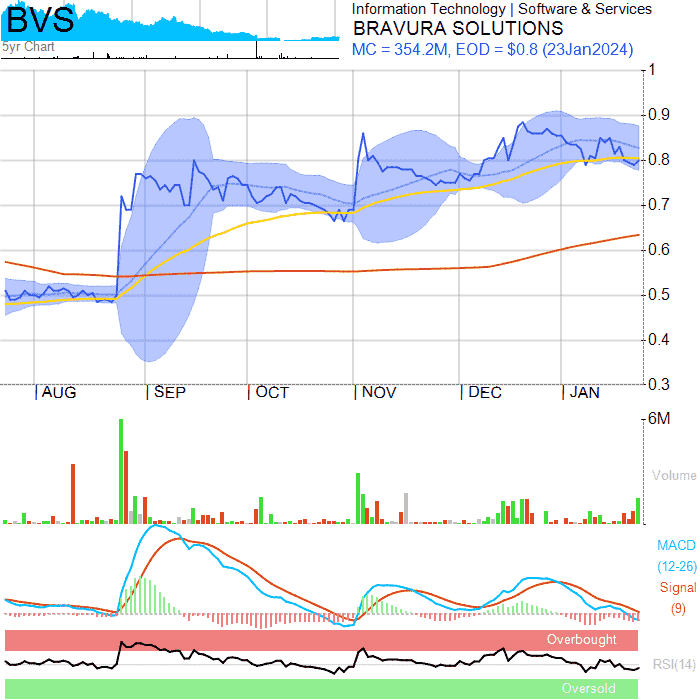 BVS
5yr Chart
Information Technology | Software & Services
BRAVURA SOLUTIONS
MC = 354.2M, EOD = $0.8 (23Jan2024)
1
0.9
0.8
0.7
0.6
0.5
0.4
0.3
AUG SEP OCT NOV DEC JAN
6M
Volume
MACD
(12-26)
Signal
(9)
Overbought
RSI(14)
Oversold